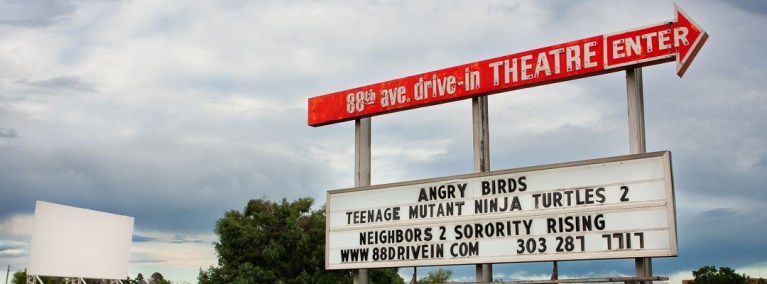 88th ave. drive-in THEATRE ENTER
ANGRY BIRDS
TEENAGE MUTANT NINJA TURTLES 2
NEIGHBORS 2 SORORITY RISING
WWW.88DRIVEIN.COM 303 287 7717